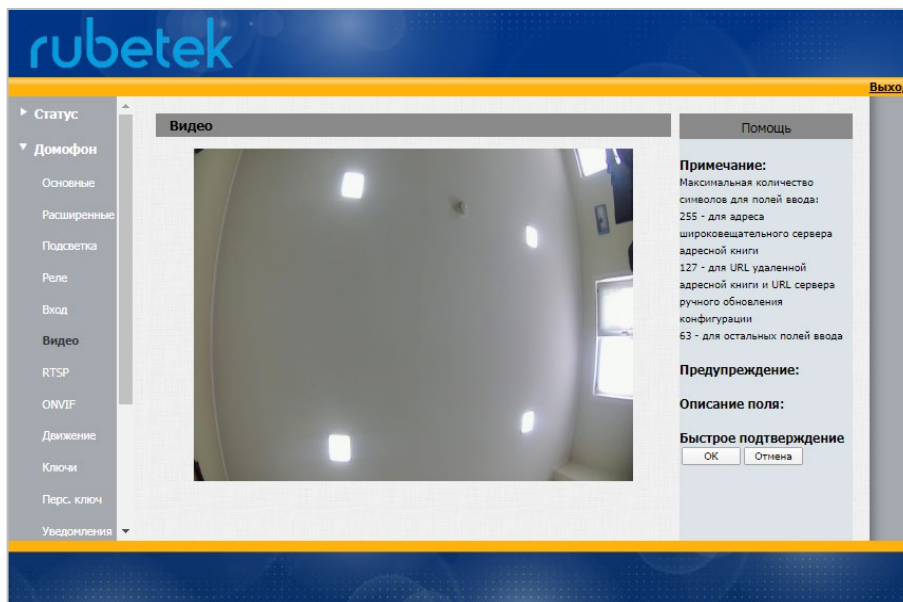 rubetek
Выход
Статус
Домофон
Основные
Расширенные
Подсветка
Реле
Вход
Видео
RTSP
ONVIF
Движение
Ключи
Перс. ключ
Уведомления
Видео
Помощь
Примечание:
Максимальная количество
символов для полей ввода:
255 - для адреса
широковещательного сервера
адресной книги
127 - для URL удаленной
адресной книги и URL сервера
ручного обновления
конфигурации
63 - для остальных полей ввода
Предупреждение:
Описание поля:
Быстрое подтверждение
OK
Отмена